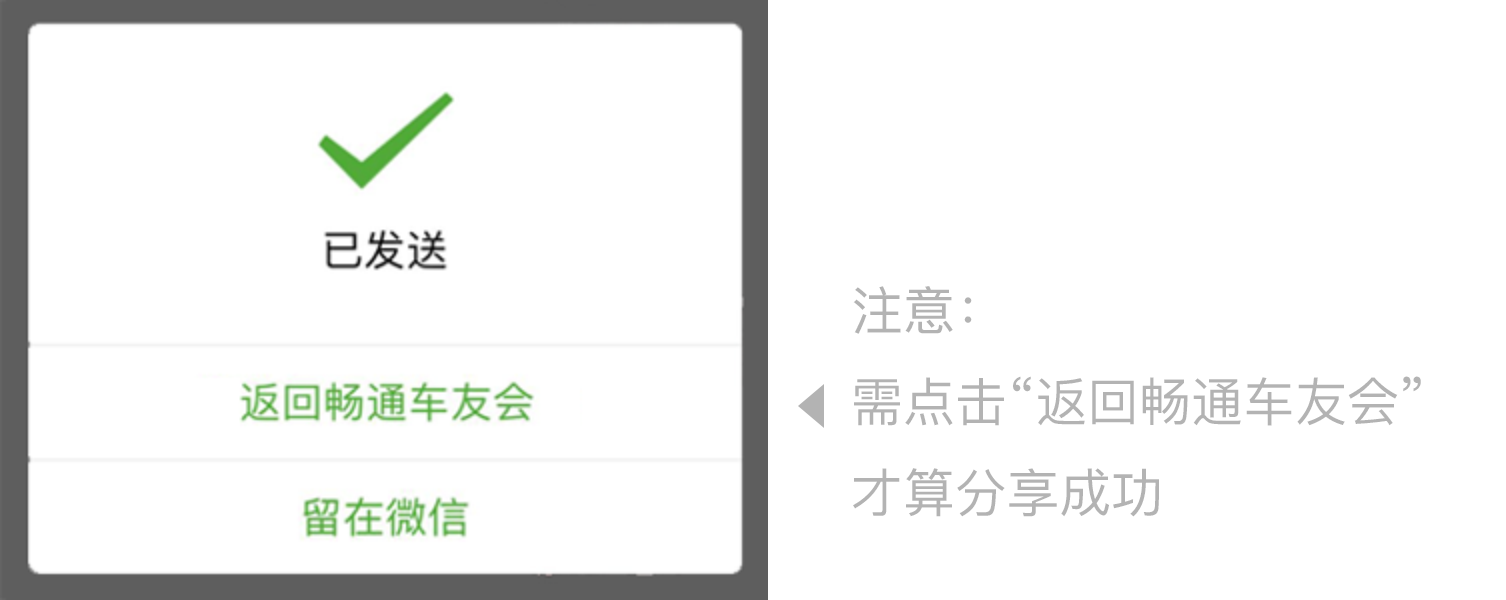 已发送
返回畅通车友会
留在微信
注意：
需点击“返回畅通车友会”
才算分享成功